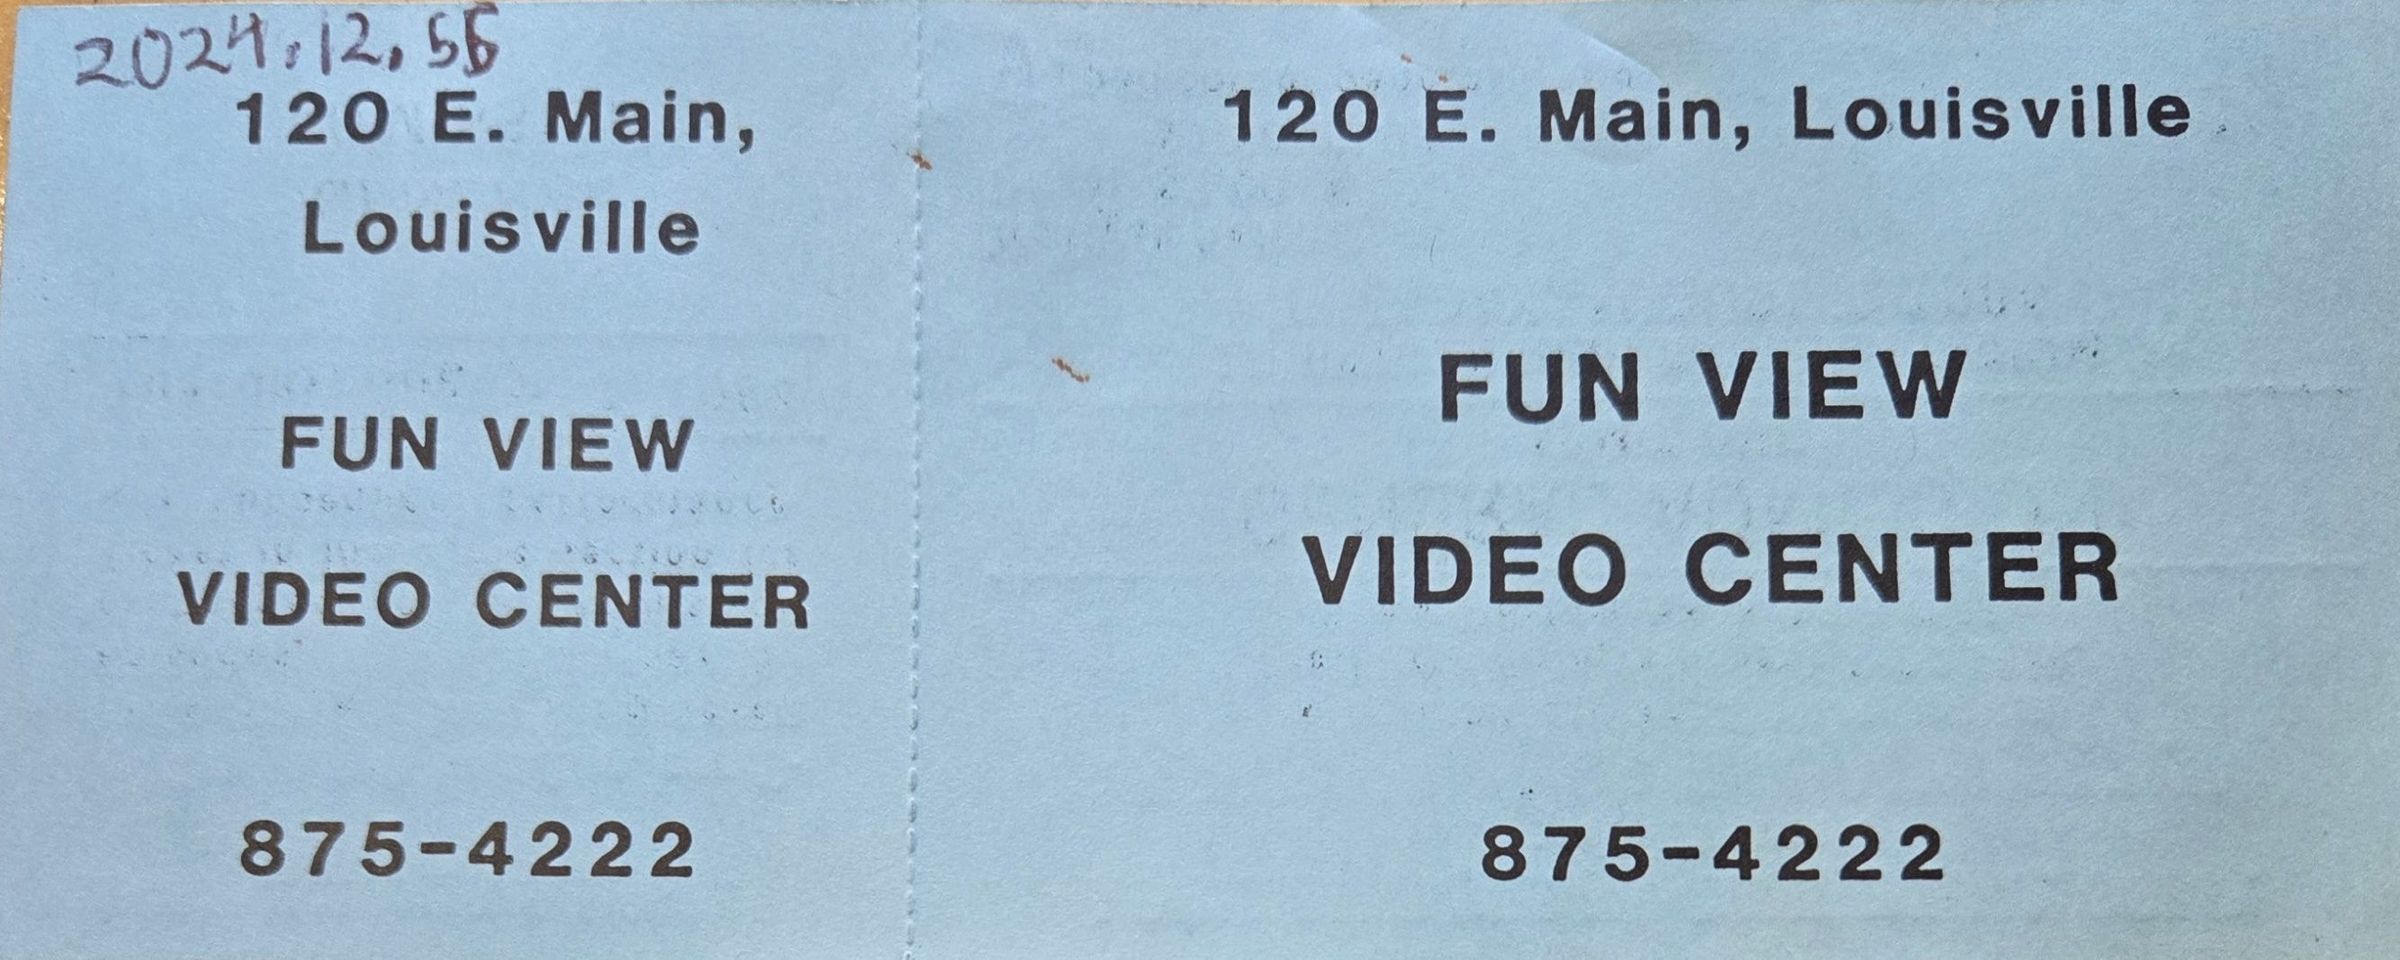 2024.12.55
120 E. Main,
Louisville
FUN VIEW
VIDEO CENTER
875-4222
120 E. Main, Louisville
FUN VIEW
VIDEO CENTER
875-4222